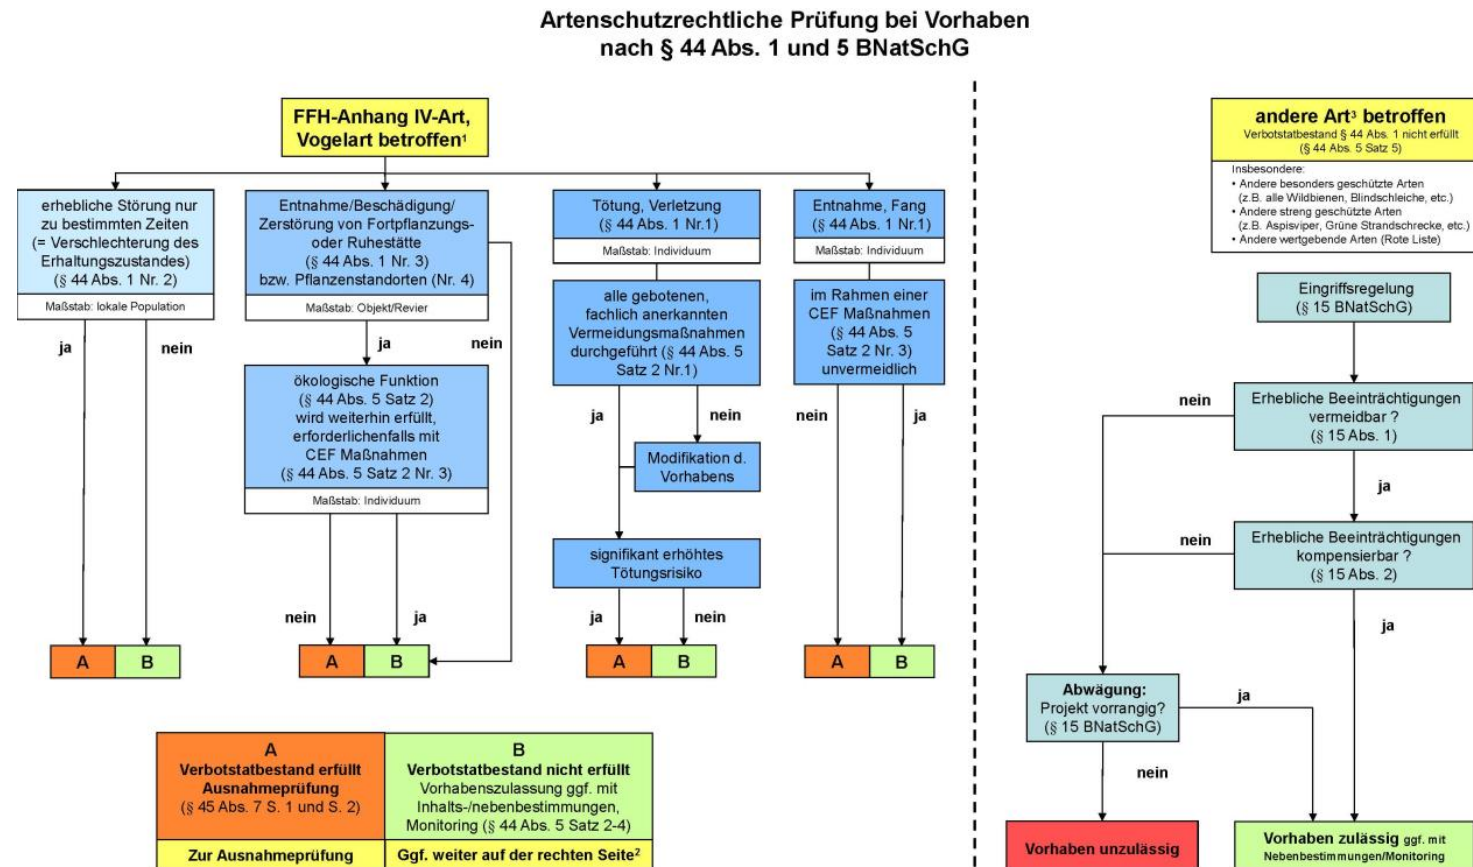 Artenschutzrechtliche Prüfung bei Vorhaben
nach § 44 Abs. 1 und 5 BNatSchG
FFH-Anhang IV-Art,
Vogelart betroffen¹
erhebliche Störung nur
zu bestimmten Zeiten
(= Verschlechterung des
Erhaltungszustandes)
(§ 44 Abs. 1 Nr. 2)
Maßstab: lokale Population
ja
nein
A
B
Entnahme/Beschädigung/
Zerstörung von Fortpflanzungs-
oder Ruhestätte
(§ 44 Abs. 1 Nr. 3)
bzw. Pflanzenstandorten (Nr. 4)
Maßstab: Objekt/Revier
ja
nein
ökologische Funktion
(§ 44 Abs. 5 Satz 2)
wird weiterhin erfüllt,
erforderlichenfalls mit
CEF Maßnahmen
(§ 44 Abs. 5 Satz 2 Nr. 3)
Maßstab: Individuum
nein
ja
A
B
Tötung, Verletzung
(§ 44 Abs. 1 Nr.1)
Maßstab: Individuum
alle gebotenen,
fachlich anerkannten
Vermeidungsmaßnahmen
durchgeführt (§ 44 Abs. 5
Satz 2 Nr.1)
ja
nein
Modifikation d.
Vorhabens
signifikant erhöhtes
Tötungsrisiko
ja
nein
A
B
Entnahme, Fang
(§ 44 Abs. 1 Nr.1)
Maßstab: Individuum
im Rahmen einer
CEF Maßnahmen
(§ 44 Abs. 5
Satz 2 Nr. 3)
unvermeidlich
nein
ja
A
B
A
Verbotstatbestand erfüllt
Ausnahmeprüfung
(§ 45 Abs. 7 S. 1 und S. 2)
Zur Ausnahmeprüfung
B
Verbotstatbestand nicht erfüllt
Vorhabenszulassung ggf. mit
Inhalts-/nebenbestimmungen,
Monitoring (§ 44 Abs. 5 Satz 2-4)
Ggf. weiter auf der rechten Seite²
andere Art³ betroffen
Verbotstatbestand § 44 Abs. 1 nicht erfüllt
(§ 44 Abs. 5 Satz 5)
Insbesondere:
• Andere besonders geschützte Arten
(z.B. alle Wildbienen, Blindschleiche, etc.)
• Andere streng geschützte Arten
(z.B. Aspisviper, Grüne Strandschrecke, etc.)
• Andere wertgebende Arten (Rote Liste)
Eingriffsregelung
(§ 15 BNatSchG)
Erhebliche Beeinträchtigungen
vermeidbar ?
(§ 15 Abs. 1)
nein
ja
Erhebliche Beeinträchtigungen
kompensierbar ?
(§ 15 Abs. 2)
nein
ja
Abwägung:
Projekt vorrangig?
(§ 15 BNatSchG)
ja
nein
Vorhaben unzulässig
Vorhaben zulässig ggf. mit
Nebenbestimmungen/Monitoring